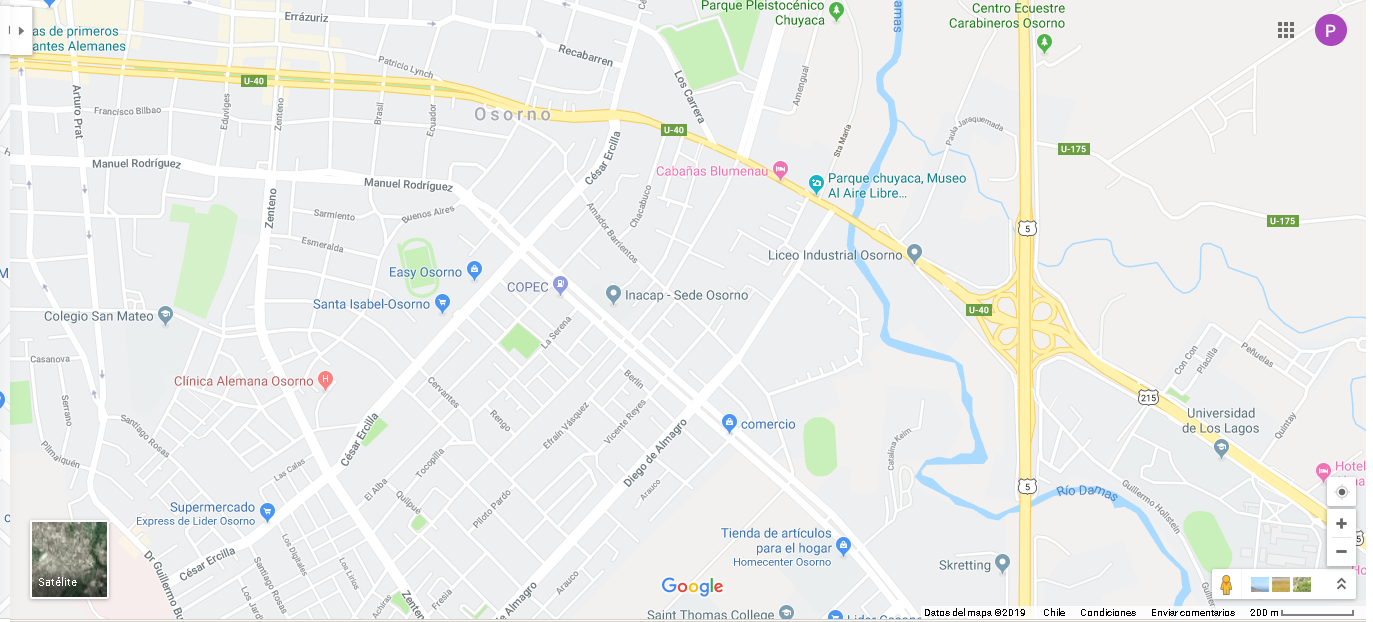 Errázuriz
Parque Pleistocénico
Chuyaca
Centro Ecuestre
Carabineros Osorno
P
as de primeros
antes Alemanes
Recabarren
Patricio Lynch
U-40
Los Carrera
Amengual
amas
Arturo Prat
Francisco Bilbao
Eduviges
Zenteno
Brasil
Ecuador
Osorno
U-40
Sta María
Paula Jaraquemada
U-175
César Ercilla
Manuel Rodríguez
Manuel Rodríguez
Cabañas Blumenau
Parque chuyaca, Museo
Al Aire Libre...
Zenteno
Sarmiento
Buenos Aires
Chacabuco
Amador Barrientos
Esmeralda
U-175
5
Liceo Industrial Osorno
M
Easy Osorno
COPEC
Inacap - Sede Osorno
Santa Isabel-Osorno
Colegio San Mateo
U-40
La Serena
Casanova
Clínica Alemana Osorno
H
Berlin
Cervantes
Rengo
Con Con
Placilla
Peñuelas
215
Serrano
Santiago Rosas
César Ercilla
Efraín Vásquez
Vicente Reyes
Diego de Almagro
comercio
Universidad
de Los Lagos
Quintay
Catalina Keim
Pilmaiquén
Las Calas
Tocopilla
El Alba
Quilpué
Piloto Pardo
Arauco
Hotel
5
Río Damas
Guillermo Hollstein
Supermercado
Express de Lider Osorno
Tienda de artículos
para el hogar
Homecenter Osorno
Skretting
Dr Guillermo Bü
César Ercilla
Los Digitales
Santiago Rosas
Los Lirios
Arauco
Satélite
Google
Achiras
Zente
Fresia
Almagro
Saint Thomas College
Datos del mapa ©2019 Chile Condiciones Enviar comentarios 200 m